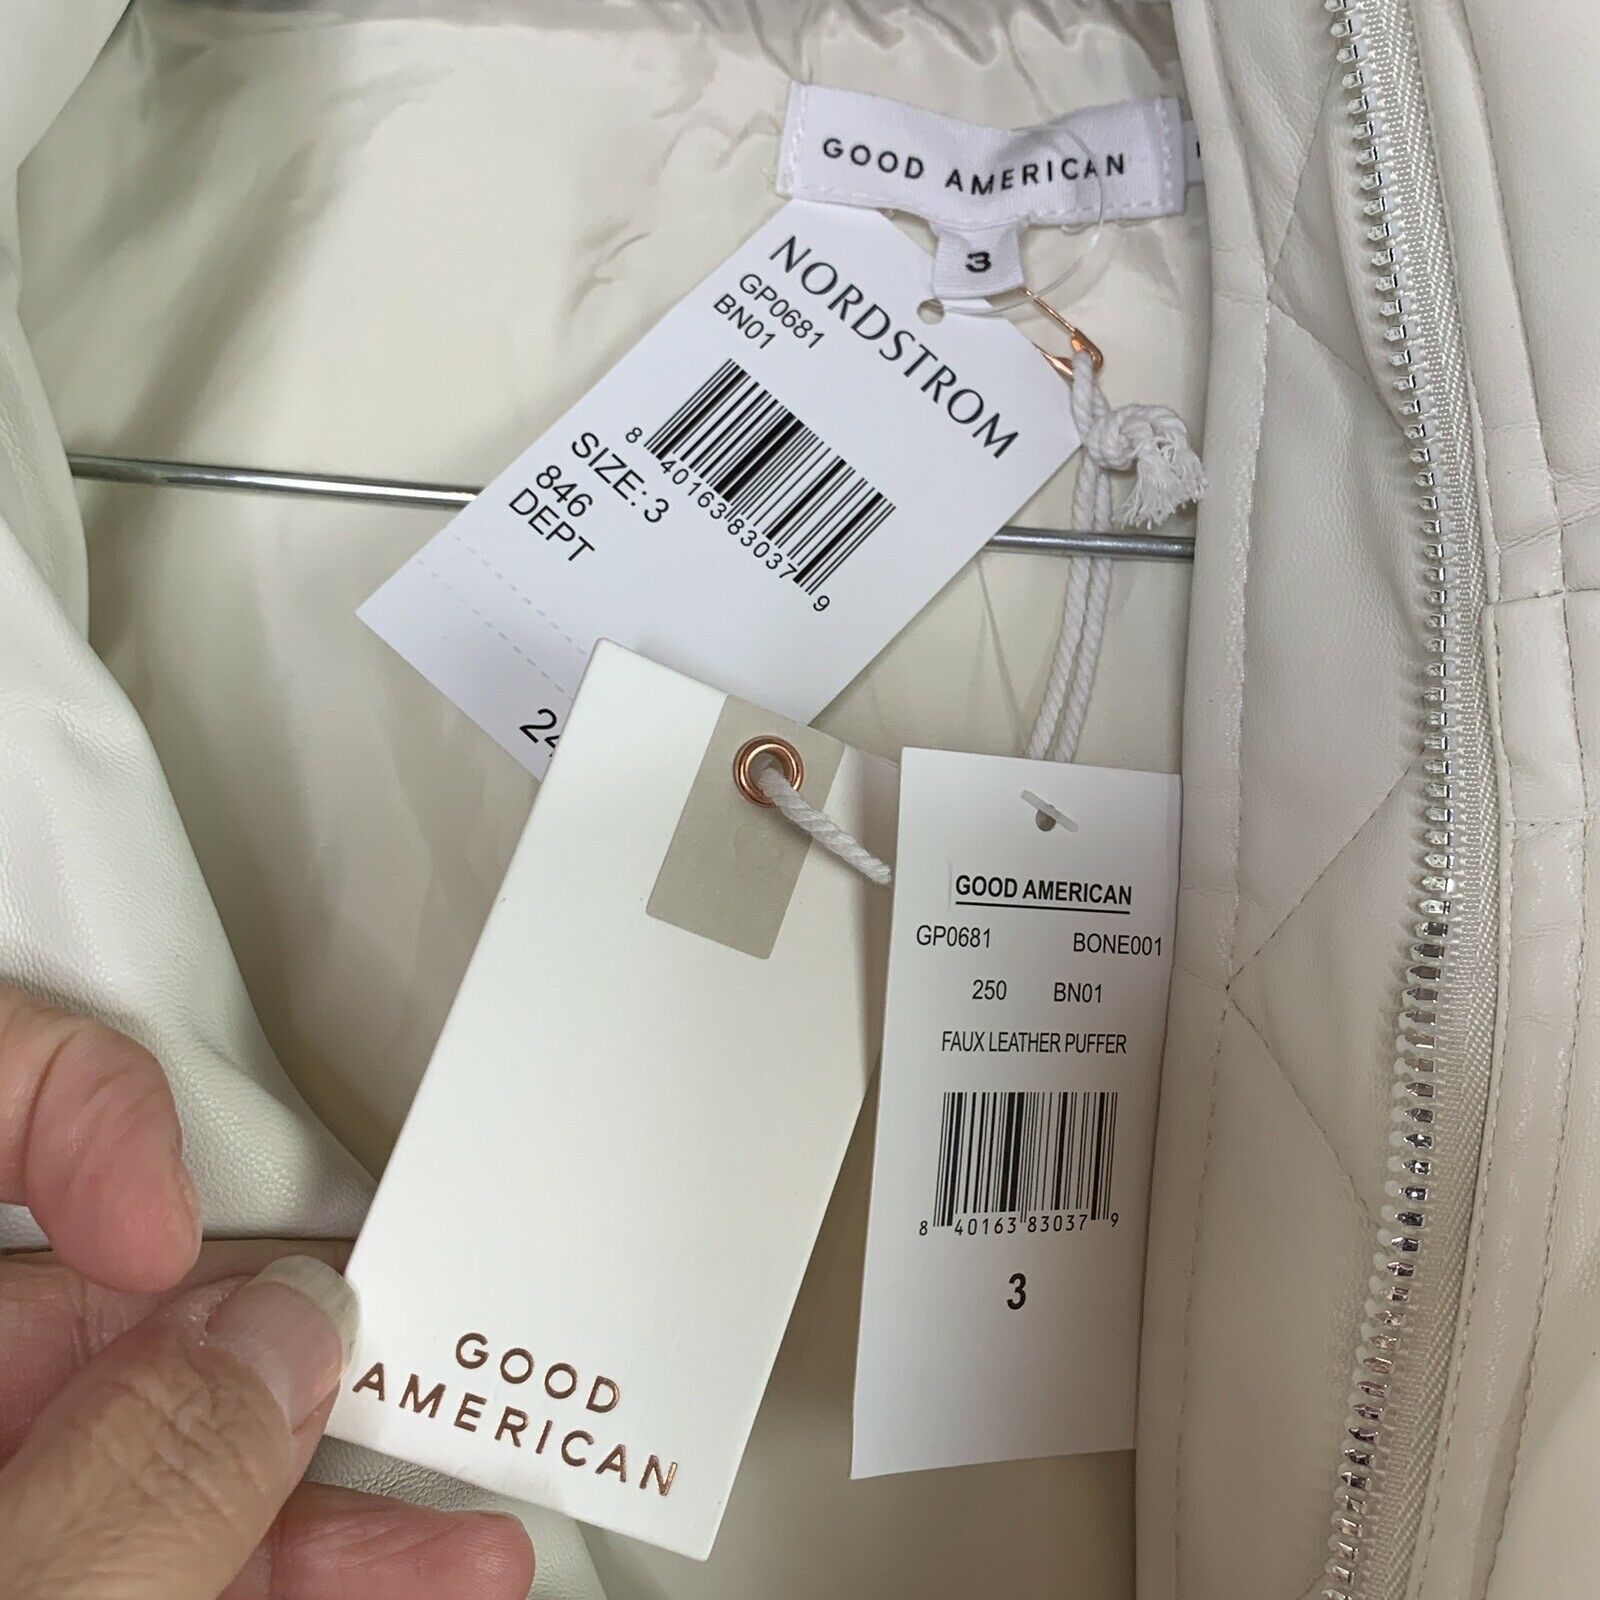 GOOD AMERICAN
3
NORDSTROM
GP0681
BN01
8 40163 83037 9
SIZE: 3
846
DEPT
GOOD AMERICAN
GP0681 BONE001
250 BN01
FAUX LEATHER PUFFER
8 40163 83037 9
3
GOOD
AMERICAN